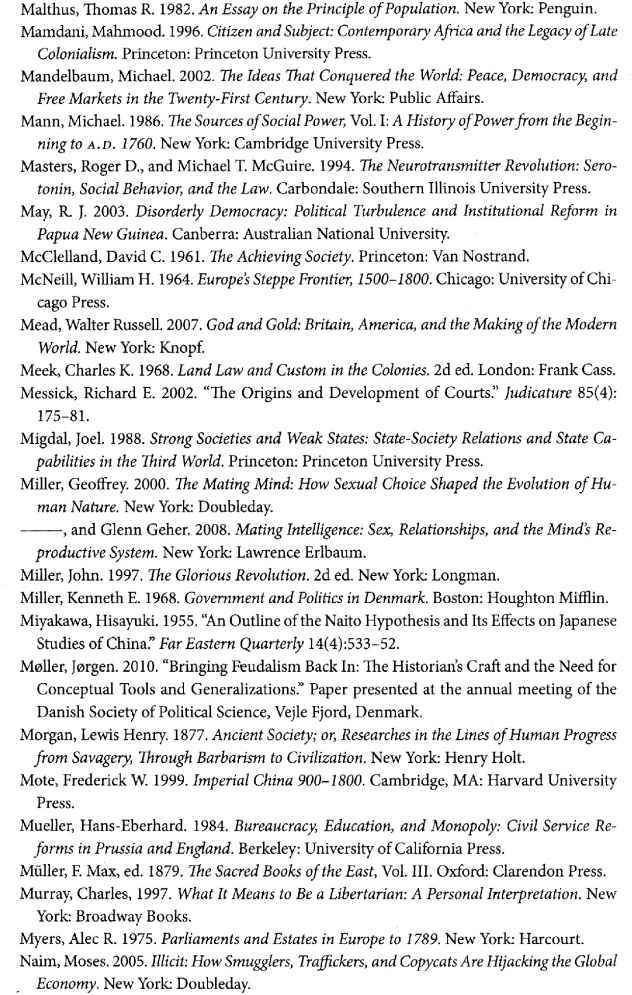 Malthus, Thomas R. 1982. An Essay on the Principle of Population. New York: Penguin.
Mamdani, Mahmood. 1996. Citizen and Subject: Contemporary Africa and the Legacy of Late
Colonialism. Princeton: Princeton University Press.
Mandelbaum, Michael. 2002. The Ideas That Conquered the World: Peace, Democracy, and
Free Markets in the Twenty-First Century. New York: Public Affairs.
Mann, Michael. 1986. The Sources of Social Power, Vol. I: A History of Power from the Begin-
ning to A.D. 1760. New York: Cambridge University Press.
Masters, Roger D., and Michael T. McGuire. 1994. The Neurotransmitter Revolution: Sero-
tonin, Social Behavior, and the Law. Carbondale: Southern Illinois University Press.
May, R. J. 2003. Disorderly Democracy: Political Turbulence and Institutional Reform in
Papua New Guinea. Canberra: Australian National University.
McClelland, David C. 1961. The Achieving Society. Princeton: Van Nostrand.
McNeill, William H. 1964. Europe's Steppe Frontier, 1500–1800. Chicago: University of Chi-
cago Press.
Mead, Walter Russell. 2007. God and Gold: Britain, America, and the Making of the Modern
World. New York: Knopf.
Meek, Charles K. 1968. Land Law and Custom in the Colonies. 2d ed. London: Frank Cass.
Messick, Richard E. 2002. “The Origins and Development of Courts.” Judicature 85(4):
175–81.
Migdal, Joel. 1988. Strong Societies and Weak States: State-Society Relations and State Ca-
pabilities in the Third World. Princeton: Princeton University Press.
Miller, Geoffrey. 2000. The Mating Mind: How Sexual Choice Shaped the Evolution of Hu-
man Nature. New York: Doubleday.
———, and Glenn Geher. 2008. Mating Intelligence: Sex, Relationships, and the Mind's Re-
productive System. New York: Lawrence Erlbaum.
Miller, John. 1997. The Glorious Revolution. 2d ed. New York: Longman.
Miller, Kenneth E. 1968. Government and Politics in Denmark. Boston: Houghton Mifflin.
Miyakawa, Hisayuki. 1955. “An Outline of the Naito Hypothesis and Its Effects on Japanese
Studies of China.” Far Eastern Quarterly 14(4):533–52.
Møller, Jørgen. 2010. “Bringing Feudalism Back In: The Historian's Craft and the Need for
Conceptual Tools and Generalizations.” Paper presented at the annual meeting of the
Danish Society of Political Science, Vejle Fjord, Denmark.
Morgan, Lewis Henry. 1877. Ancient Society; or, Researches in the Lines of Human Progress
from Savagery, Through Barbarism to Civilization. New York: Henry Holt.
Mote, Frederick W. 1999. Imperial China 900–1800. Cambridge, MA: Harvard University
Press.
Mueller, Hans-Eberhard. 1984. Bureaucracy, Education, and Monopoly: Civil Service Re-
forms in Prussia and England. Berkeley: University of California Press.
Müller, F. Max, ed. 1879. The Sacred Books of the East, Vol. III. Oxford: Clarendon Press.
Murray, Charles, 1997. What It Means to Be a Libertarian: A Personal Interpretation. New
York: Broadway Books.
Myers, Alec R. 1975. Parliaments and Estates in Europe to 1789. New York: Harcourt.
Naim, Moses. 2005. Illicit: How Smugglers, Traffickers, and Copycats Are Hijacking the Global
Economy. New York: Doubleday.